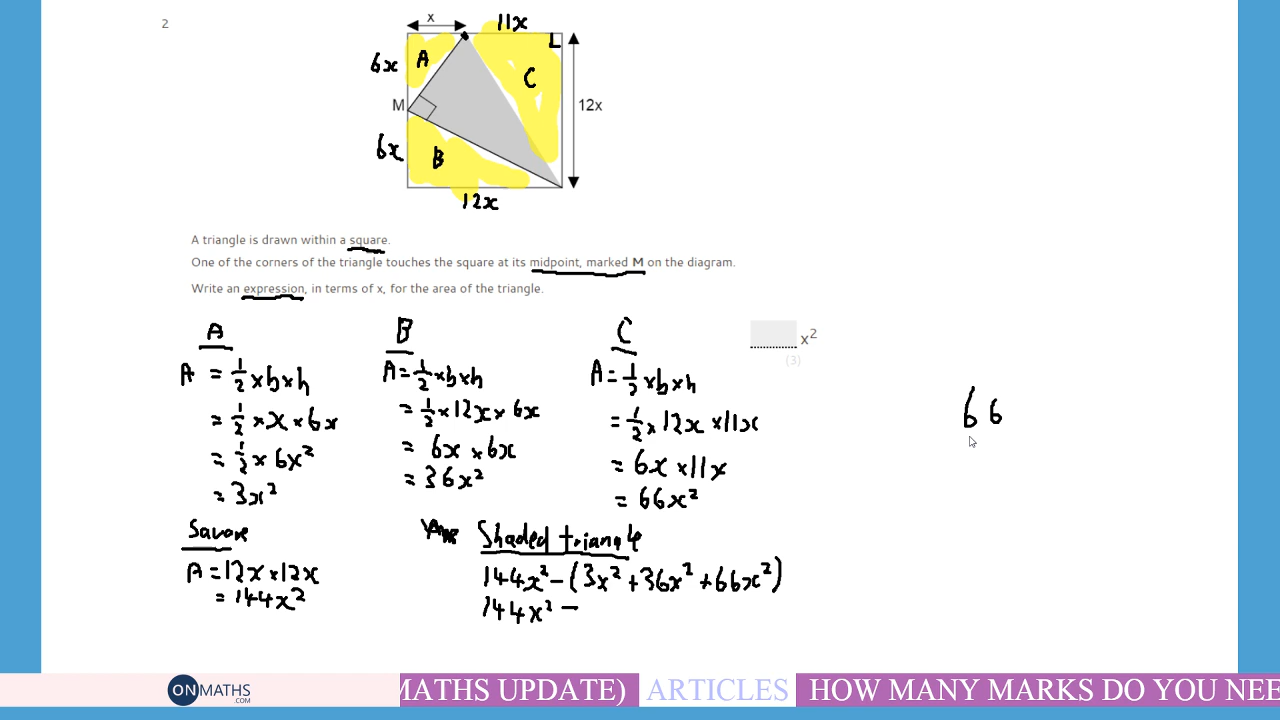 2
x
11x
6x
A
L
C
M
12x
6x
B
12x
A triangle is drawn within a square.
One of the corners of the triangle touches the square at its midpoint, marked M on the diagram.
Write an expression, in terms of x, for the area of the triangle.
x²
(3)
A
A = 1/2 × b × h
= 1/2 × x × 6x
= 1/2 × 6x²
= 3x²
B
A = 1/2 × b × h
= 1/2 × 12x × 6x
= 6x × 6x
= 36x²
C
A = 1/2 × b × h
= 1/2 × 12x × 11x
= 6x × 11x
= 66x²
66
Square
A = 12x × 12x
= 144x²
Shaded triangle
144x² - (3x² + 36x² + 66x²)
144x² -
ONMATHS
.COM
MATHS UPDATE) ARTICLES HOW MANY MARKS DO YOU NEE